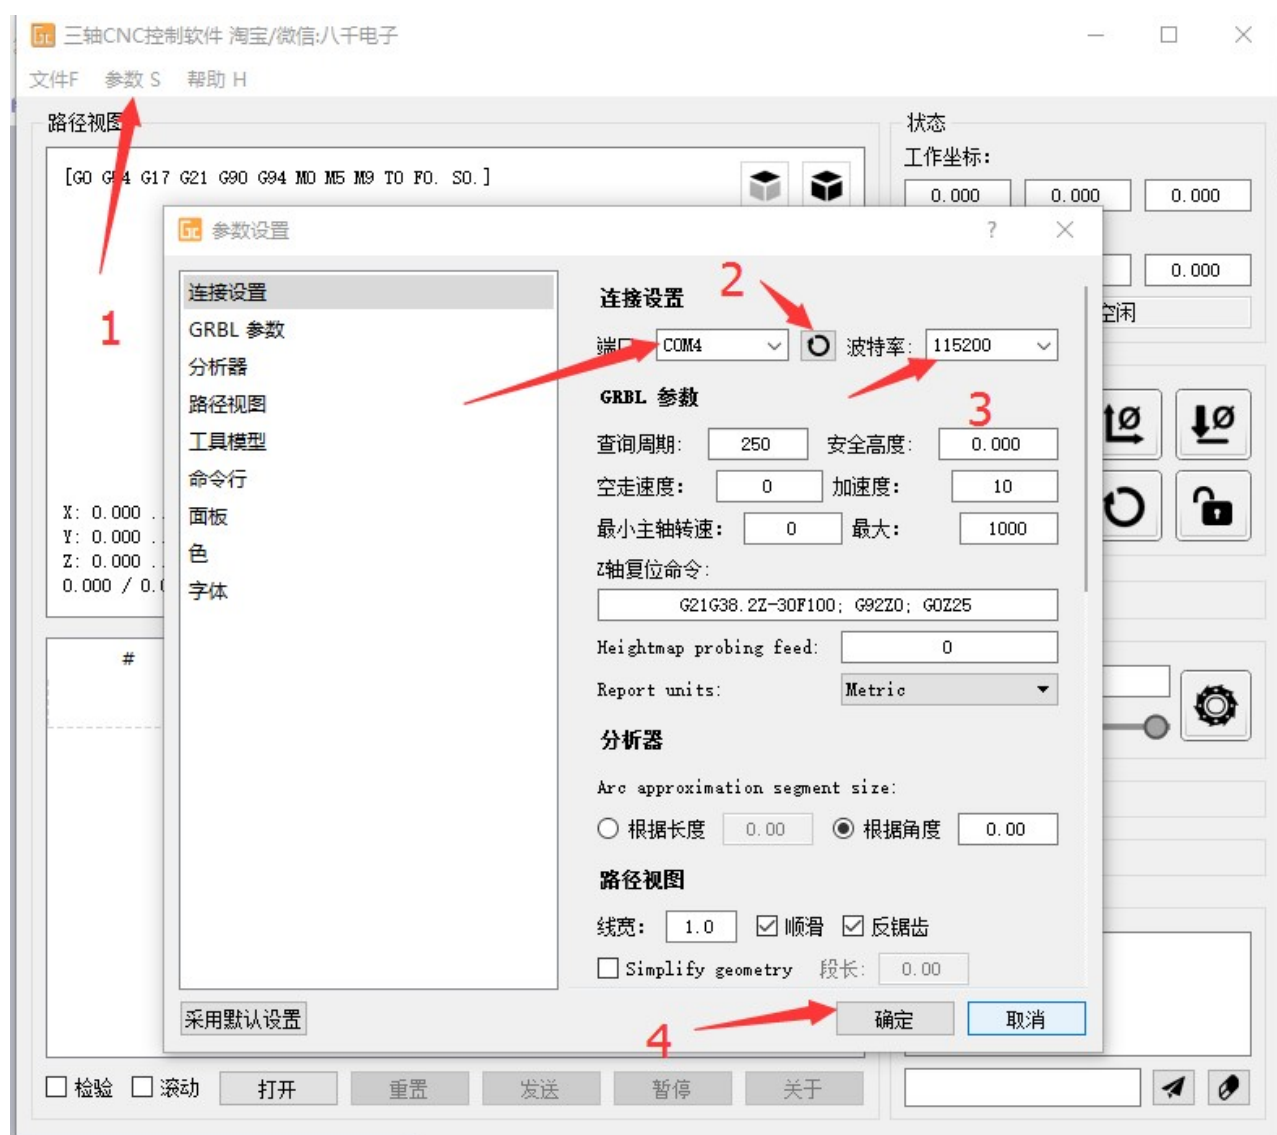 三轴CNC控制软件 淘宝/微信:八千电子
文件F 参数 S 帮助 H
路径视图
[G0 G54 G17 G21 G90 G94 M0 M5 M9 T0 F0. S0.]
状态
工作坐标:
0.000 0.000 0.000
0.000
空闲
参数设置
?
1
连接设置
GRBL 参数
分析器
路径视图
工具模型
命令行
面板
色
字体
2
连接设置
端口 COM4 波特率: 115200
3
GRBL 参数
查询周期: 250 安全高度: 0.000
空走速度: 0 加速度: 10
最小主轴转速: 0 最大: 1000
Z轴复位命令:
G21G38.2Z-30F100; G92Z0; G0Z25
Heightmap probing feed: 0
Report units: Metric
分析器
Arc approximation segment size:
根据长度 0.00 根据角度 0.00
路径视图
线宽: 1.0 顺滑 反锯齿
Simplify geometry 段长: 0.00
采用默认设置
4
确定 取消
X: 0.000 ..
Y: 0.000 ..
Z: 0.000 ..
0.000 / 0.0
#
检验 滚动 打开 重置 发送 暂停 关于